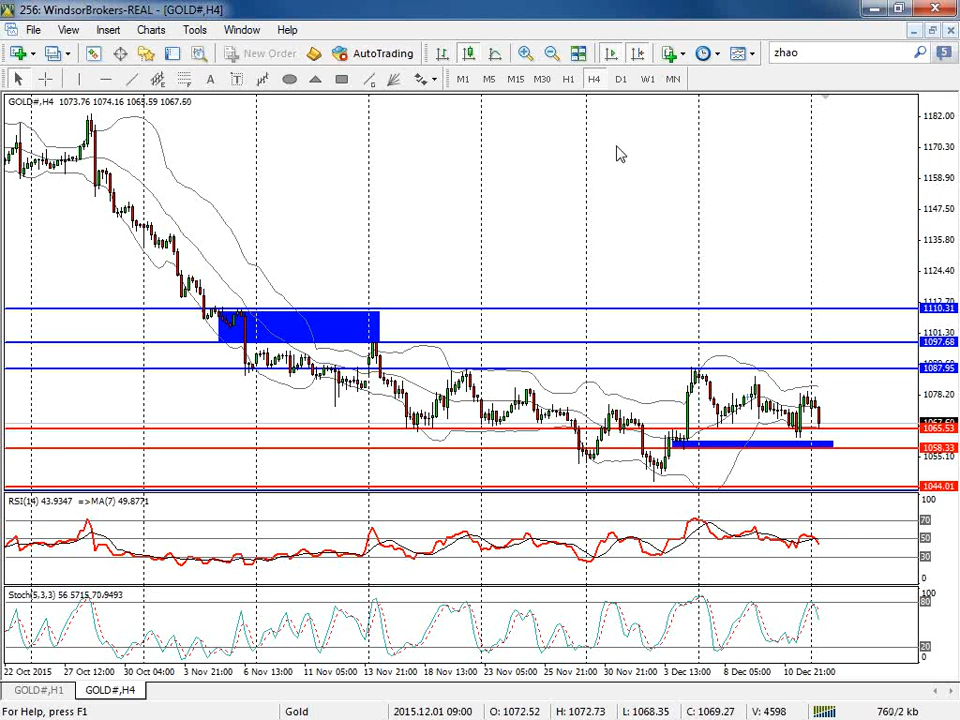 256: WindsorBrokers-REAL - [GOLD#,H4]
File View Insert Charts Tools Window Help
New Order AutoTrading zhao 5
A T M1 M5 M15 M30 H1 H4 D1 W1 MN
GOLD#,H4 1073.76 1074.16 1065.59 1067.60
1182.00
1170.30
1158.90
1147.50
1135.80
1124.40
1110.31
1101.30
1097.68
1087.95
1078.20
1065.53
1058.33
1055.10
1044.01
RSI(14) 43.9347 =>MA(7) 49.8771
100
70
50
30
0
Stoch(5,3,3) 56.5715 70.9493
100
80
20
0
22 Oct 2015 27 Oct 12:00 30 Oct 04:00 3 Nov 21:00 6 Nov 13:00 11 Nov 05:00 13 Nov 21:00 18 Nov 13:00 23 Nov 05:00 25 Nov 21:00 30 Nov 21:00 3 Dec 13:00 8 Dec 05:00 10 Dec 21:00
GOLD#,H1 GOLD#,H4
For Help, press F1 Gold 2015.12.01 09:00 O: 1072.52 H: 1072.73 L: 1068.35 C: 1069.27 V: 4598 760/2 kb